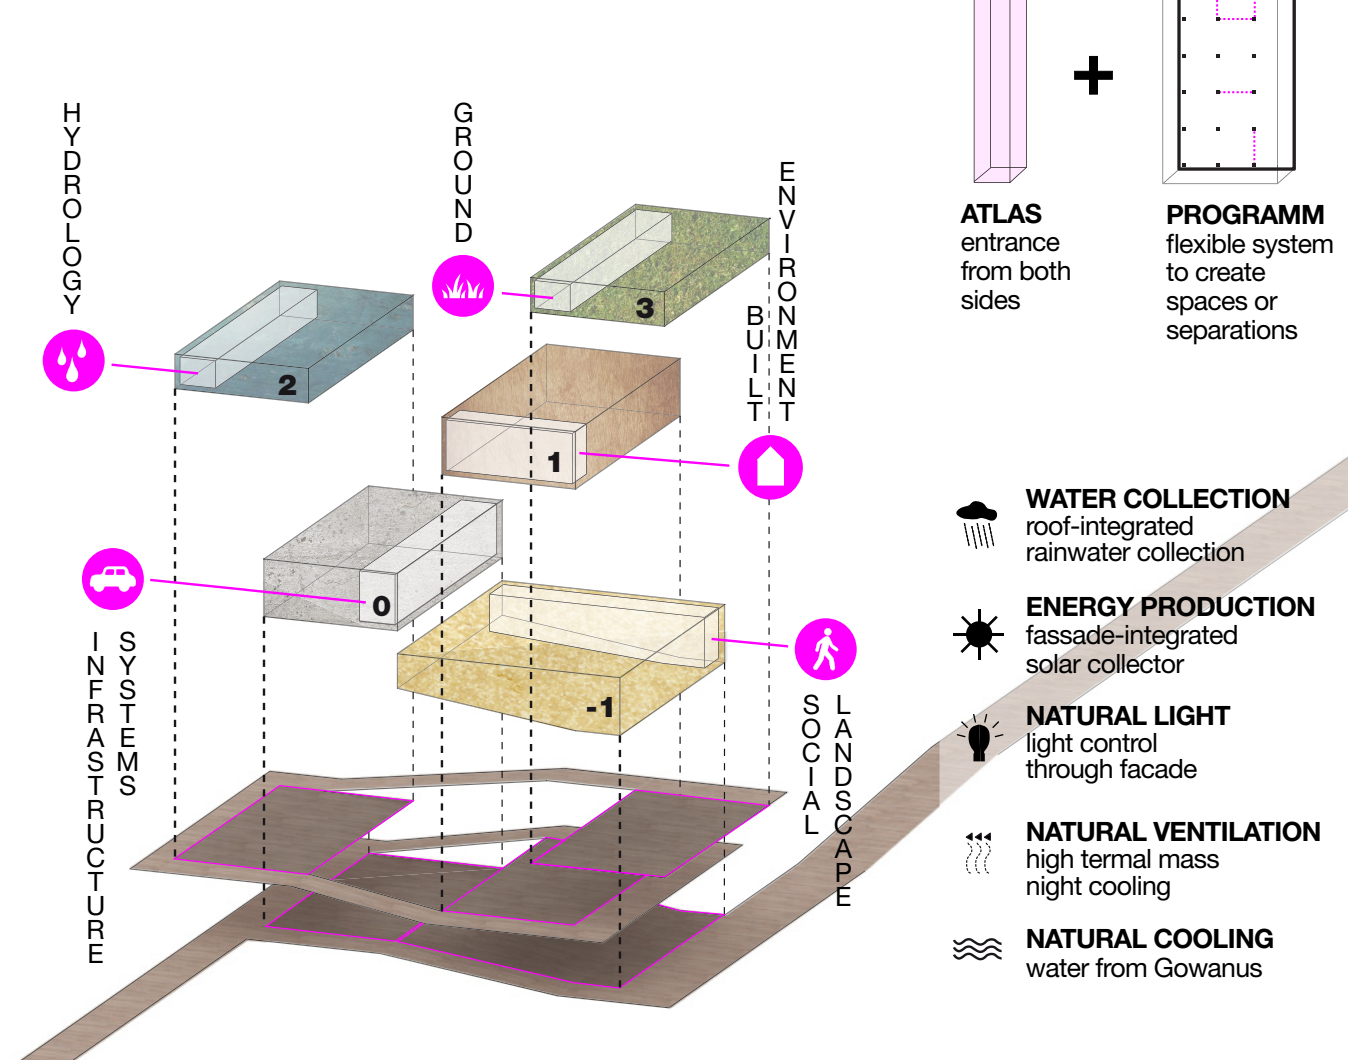 HYDROLOGY
GROUND
BUILT
ENVIRONMENT
2
3
1
0
-1
INFRASTRUCTURE
SYSTEMS
SOCIAL
LANDSCAPE
ATLAS
entrance
from both
sides
PROGRAMM
flexible system
to create
spaces or
separations
WATER COLLECTION
roof-integrated
rainwater collection
ENERGY PRODUCTION
fassade-integrated
solar collector
NATURAL LIGHT
light control
through facade
NATURAL VENTILATION
high termal mass
night cooling
NATURAL COOLING
water from Gowanus